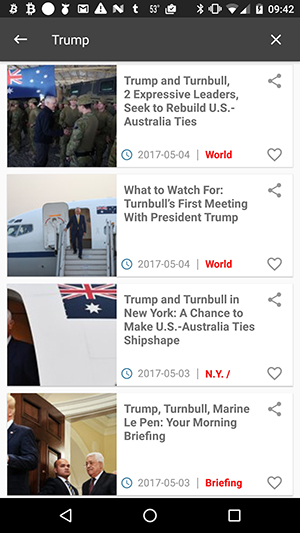 53° 09:42
Trump
Trump and Turnbull,
2 Expressive Leaders,
Seek to Rebuild U.S.-
Australia Ties
2017-05-04 | World
What to Watch For:
Turnbull's First Meeting
With President Trump
2017-05-04 | World
Trump and Turnbull in
New York: A Chance to
Make U.S.-Australia Ties
Shipshape
2017-05-03 | N.Y. /
Trump, Turnbull, Marine
Le Pen: Your Morning
Briefing
2017-05-03 | Briefing